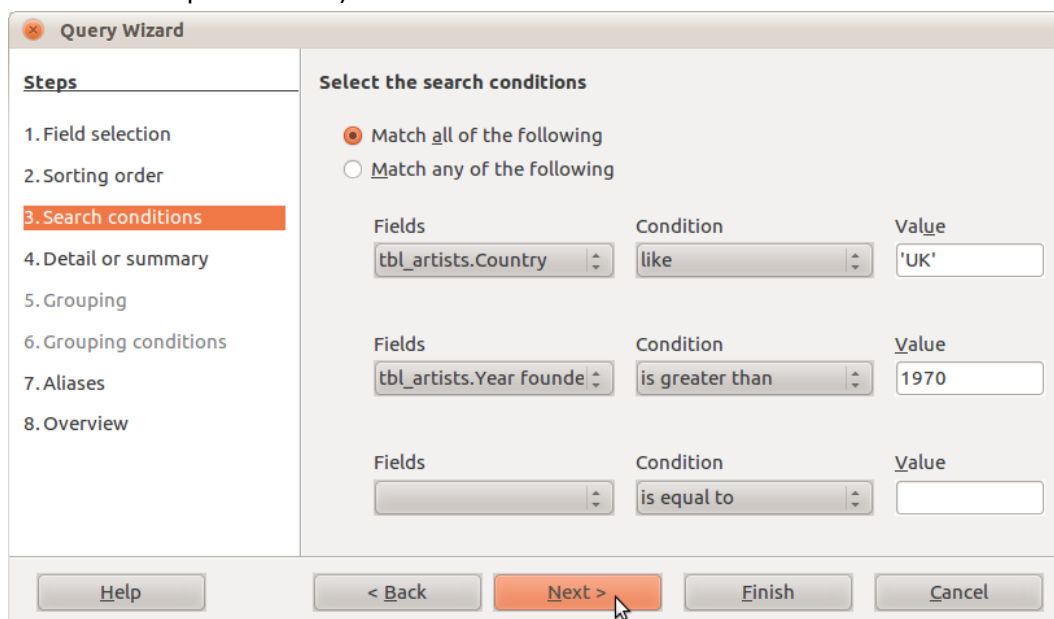 Query Wizard
Steps
1. Field selection
2. Sorting order
3. Search conditions
4. Detail or summary
5. Grouping
6. Grouping conditions
7. Aliases
8. Overview
Select the search conditions
Match all of the following
Match any of the following
Fields Condition Value
tbl_artists.Country like 'UK'
Fields Condition Value
tbl_artists.Year founde is greater than 1970
Fields Condition Value
is equal to
Help < Back Next > Finish Cancel